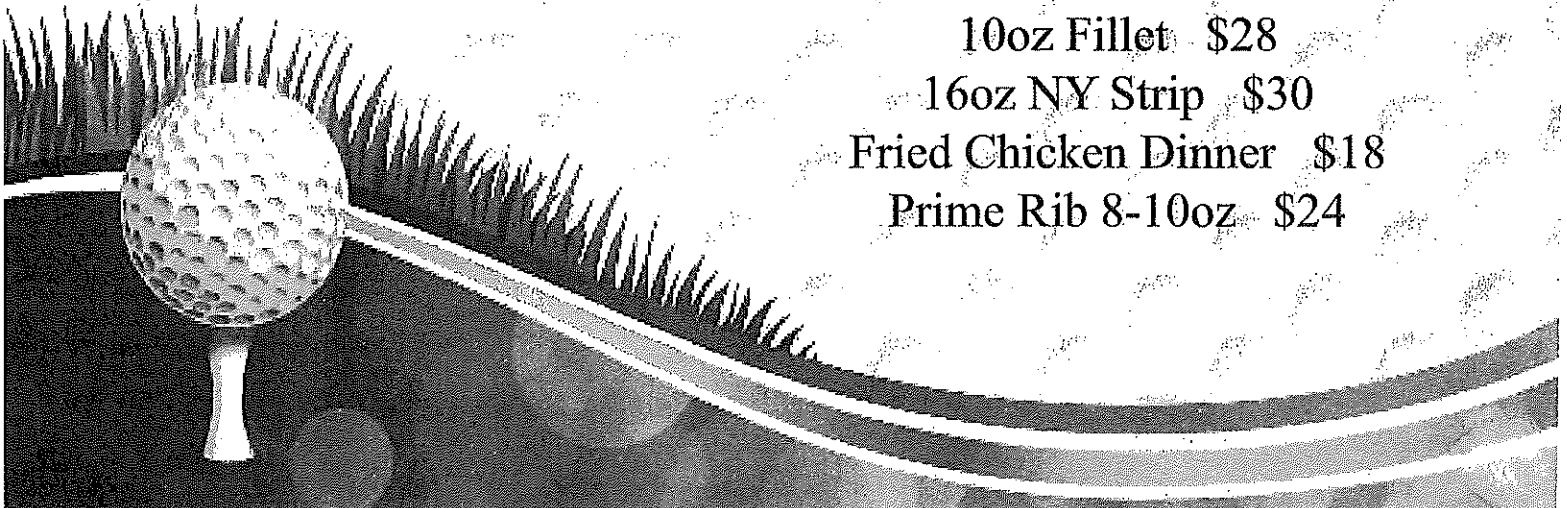 10oz Fillet $28
16oz NY Strip $30
Fried Chicken Dinner $18
Prime Rib 8-10oz $24